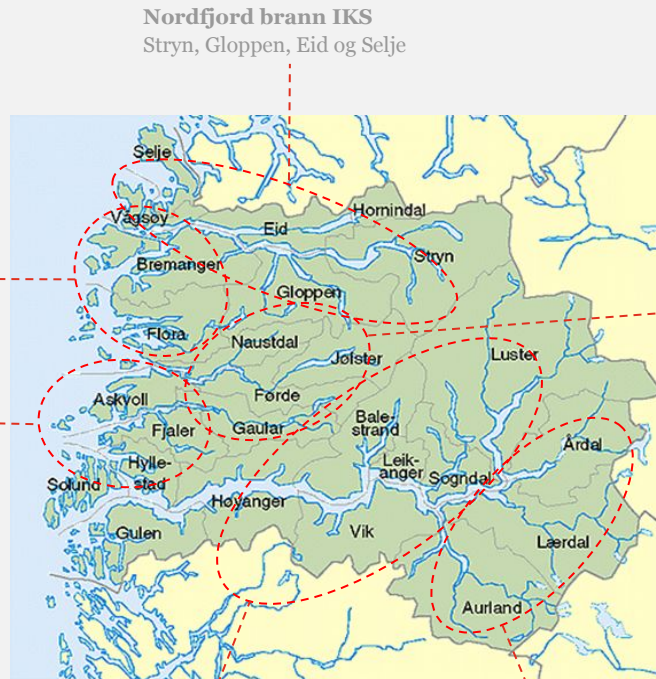 Nordfjord brann IKS
Stryn, Gloppen, Eid og Selje
Selje
Vågsøy
Eid
Hornindal
Bremanger
Stryn
Gloppen
Flora
Naustdal
Jølster
Luster
Askvoll
Førde
Fjaler
Gaular
Bale-
strand
Årdal
Hylle-
stad
Leik-
anger
Sogndal
Solund
Høyanger
Gulen
Vik
Lærdal
Aurland